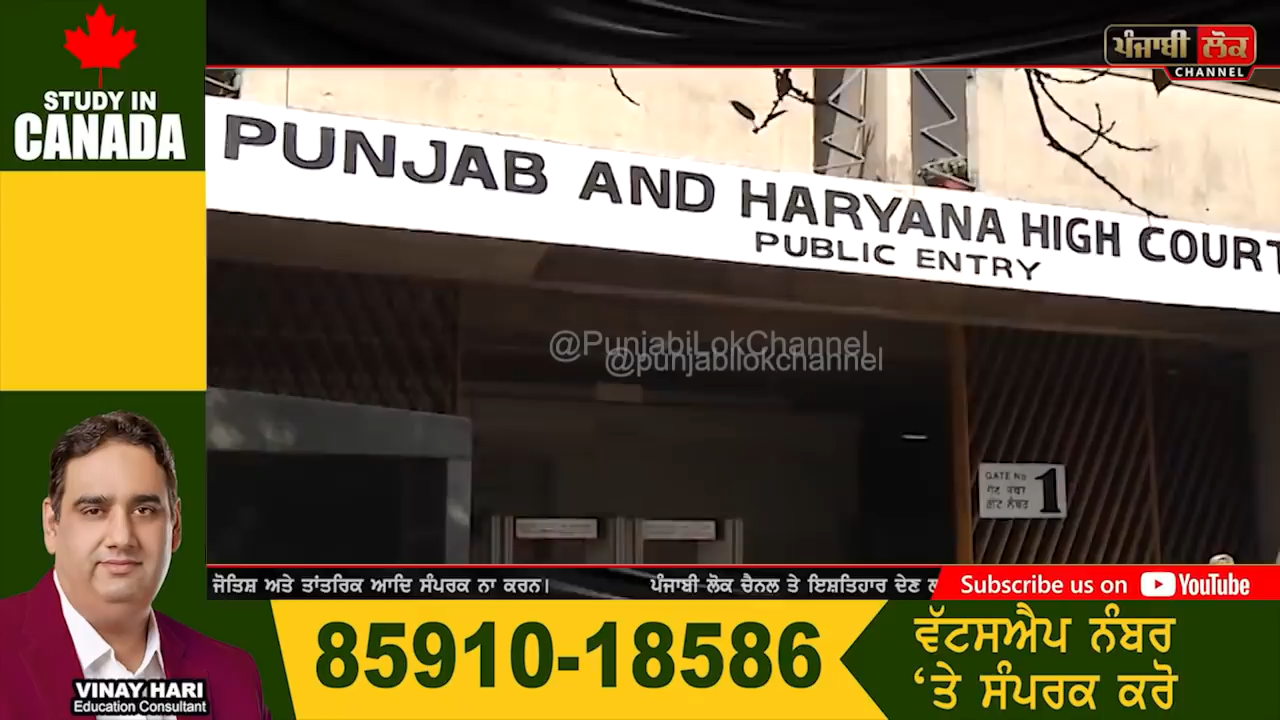 STUDY IN
CANADA
ਪੰਜਾਬੀ ਲੋਕ
CHANNEL
PUNJAB AND HARYANA HIGH COURT
PUBLIC ENTRY
@PunjabiLokChannel
@punjabilokchannel
GATE No 1
ਗੇਟ ਨੰਬਰ
ਜੋਤਿਸ਼ ਅਤੇ ਤਾਂਤਰਿਕ ਆਦਿ ਸੰਪਰਕ ਨਾ ਕਰਨ। ਪੰਜਾਬੀ ਲੋਕ ਚੈਨਲ ਤੇ ਇਸ਼ਤਿਹਾਰ ਦੇਣ
Subscribe us on YouTube
VINAY HARI
Education Consultant
85910-18586
ਵੱਟਸਐਪ ਨੰਬਰ
‘ਤੇ ਸੰਪਰਕ ਕਰੋ